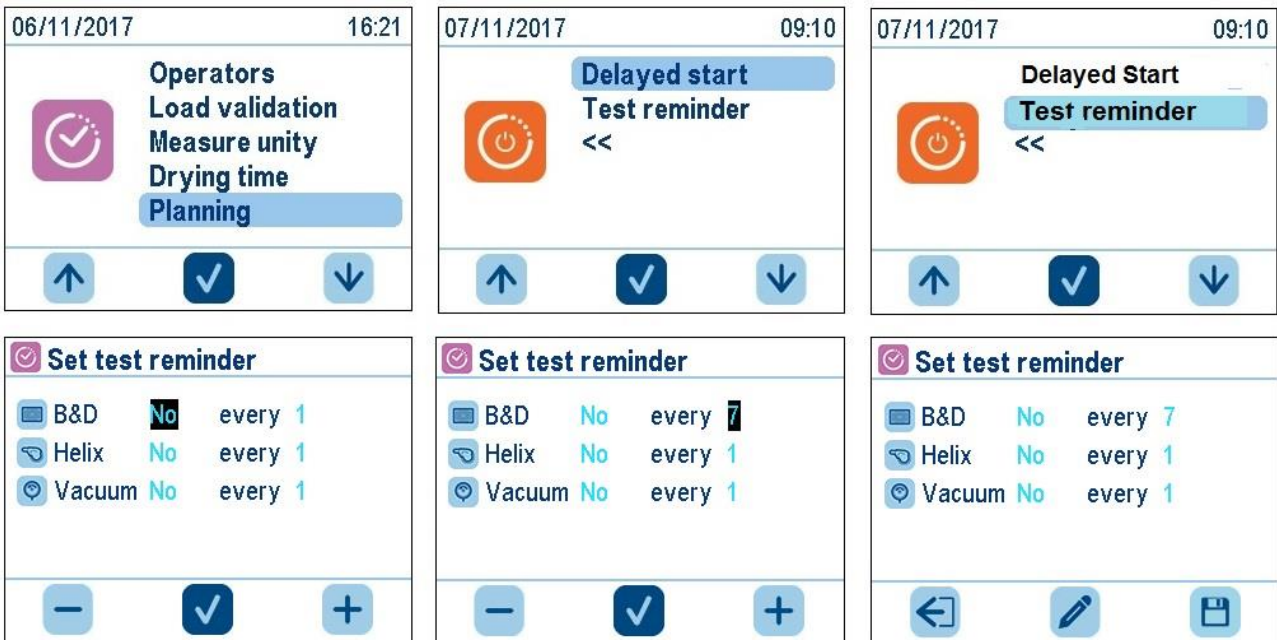 06/11/2017 16:21
Operators
Load validation
Measure unity
Drying time
Planning
07/11/2017 09:10
Delayed start
Test reminder
<<
07/11/2017 09:10
Delayed Start
Test reminder
<<
Set test reminder
B&D No every 1
Helix No every 1
Vacuum No every 1
Set test reminder
B&D No every 7
Helix No every 1
Vacuum No every 1
Set test reminder
B&D No every 7
Helix No every 1
Vacuum No every 1